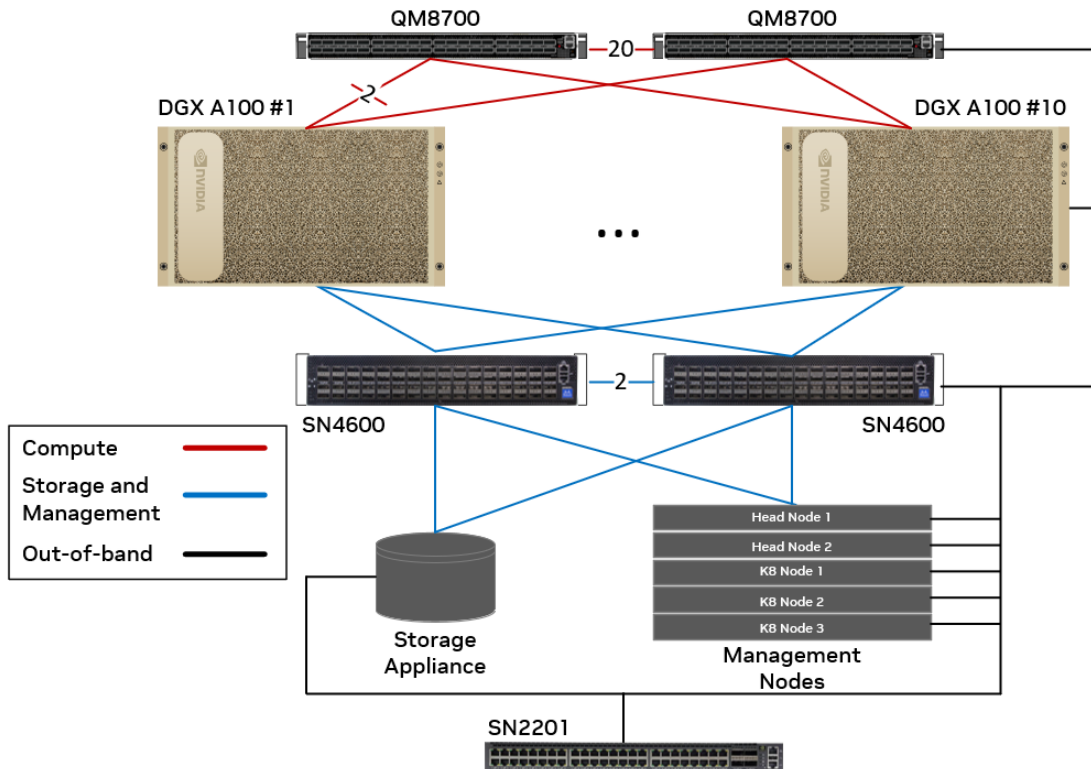 QM8700
QM8700
20
2
DGX A100 #1
DGX A100 #10
NVIDIA
NVIDIA
...
2
SN4600
SN4600
Compute
Storage and
Management
Out-of-band
Head Node 1
Head Node 2
K8 Node 1
K8 Node 2
K8 Node 3
Storage
Appliance
Management
Nodes
SN2201